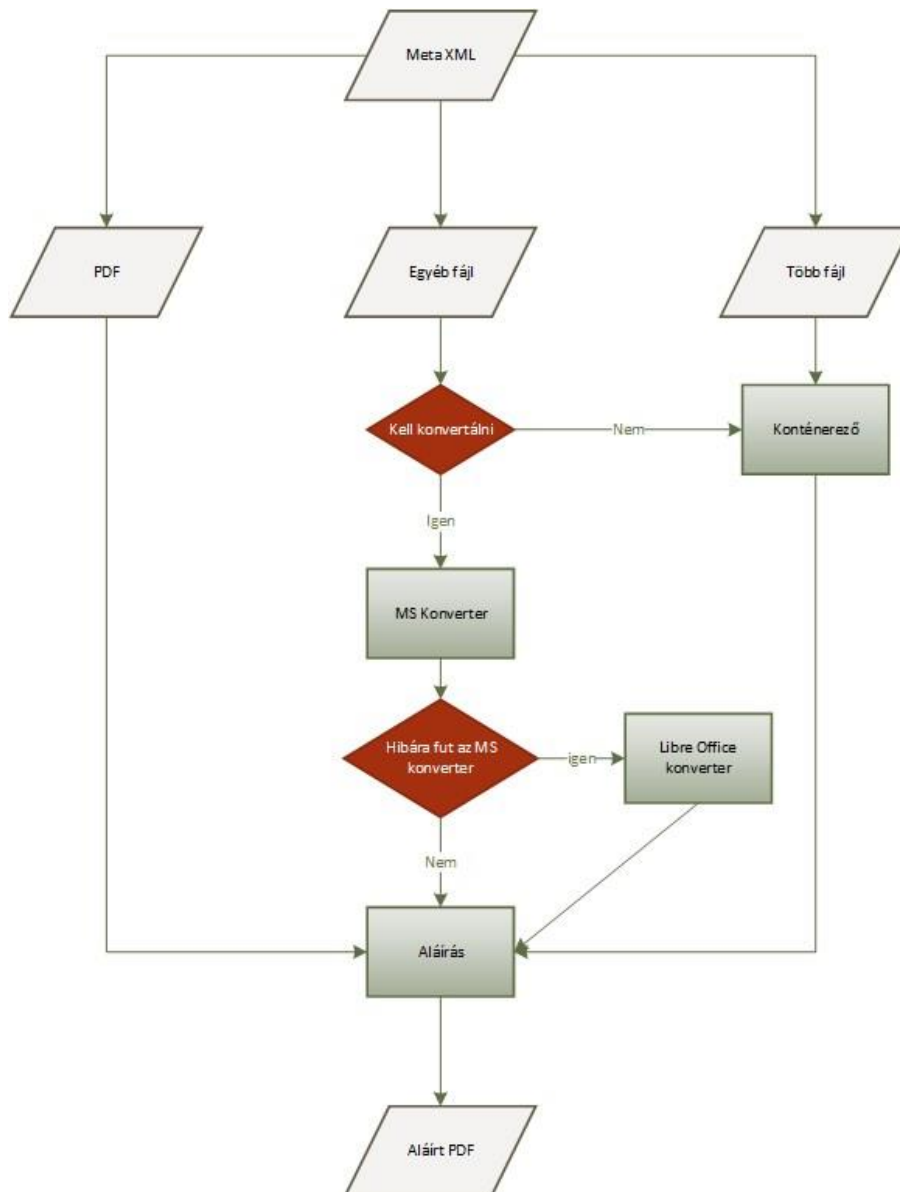 Meta XML
PDF
Egyéb fájl
Több fájl
Kell konvertálni
Nem
Konténerező
Igen
MS Konverter
Hibára fut az MS
konverter
igen
Libre Office
konverter
Nem
Aláírás
Aláírt PDF